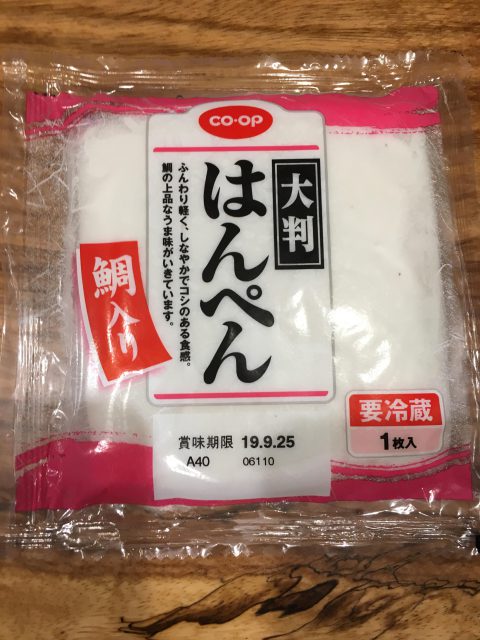 CO·OP
大判
はんぺん
ふんわり軽く、しなやかでコシのある食感。
鯛の上品なうま味がいきています。
鯛入り
要冷蔵
1枚入
賞味期限 19.9.25
A40 06110